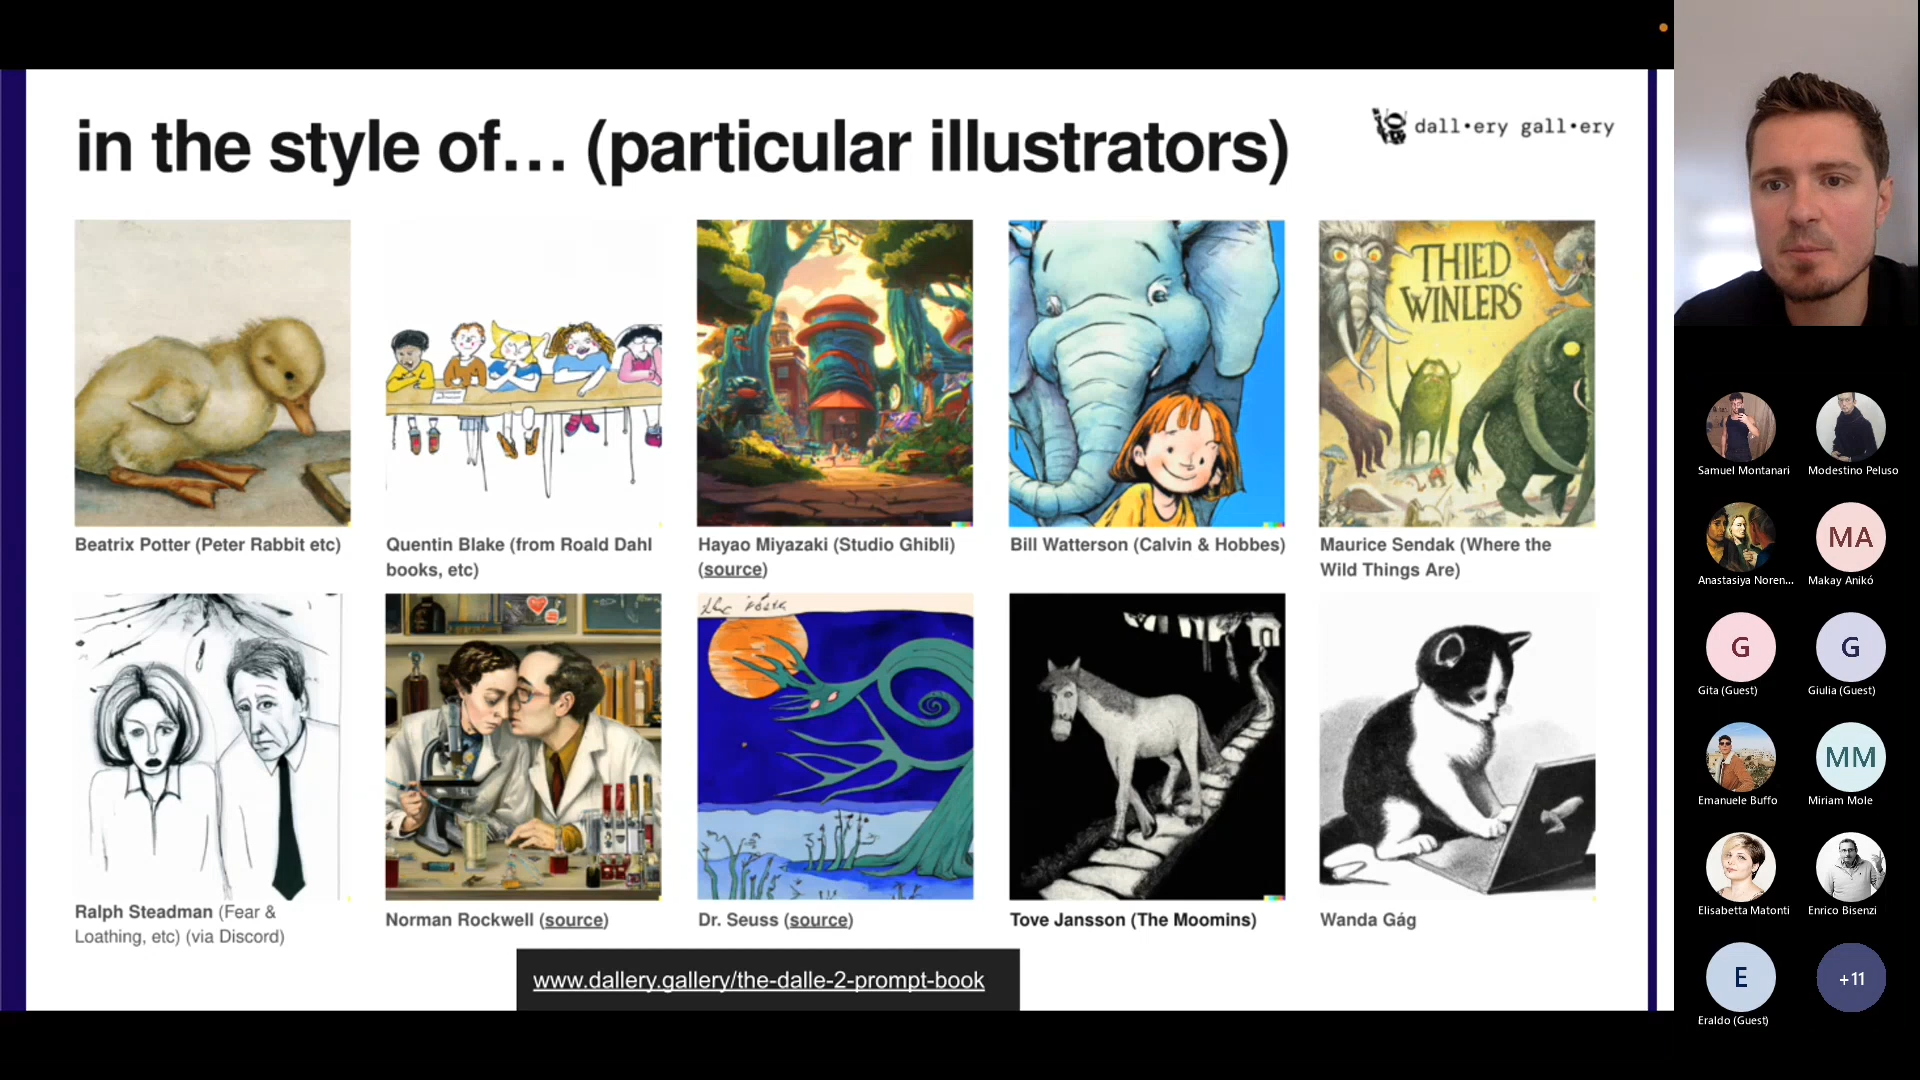 in the style of... (particular illustrators)
dall•ery gall•ery
THIED
WINLERS
Beatrix Potter (Peter Rabbit etc)
Quentin Blake (from Roald Dahl
books, etc)
Hayao Miyazaki (Studio Ghibli)
(source)
Bill Watterson (Calvin & Hobbes)
Maurice Sendak (Where the
Wild Things Are)
Ralph Steadman (Fear &
Loathing, etc) (via Discord)
Norman Rockwell (source)
Dr. Seuss (source)
Tove Jansson (The Moomins)
Wanda Gág
www.dallery.gallery/the-dalle-2-prompt-book
Samuel Montanari
Modestino Peluso
Anastasiya Noren...
MA
Makay Anikó
G
Gita (Guest)
G
Giulia (Guest)
Emanuele Buffo
MM
Miriam Mole
Elisabetta Matonti
Enrico Bisenzi
E
Eraldo (Guest)
+11